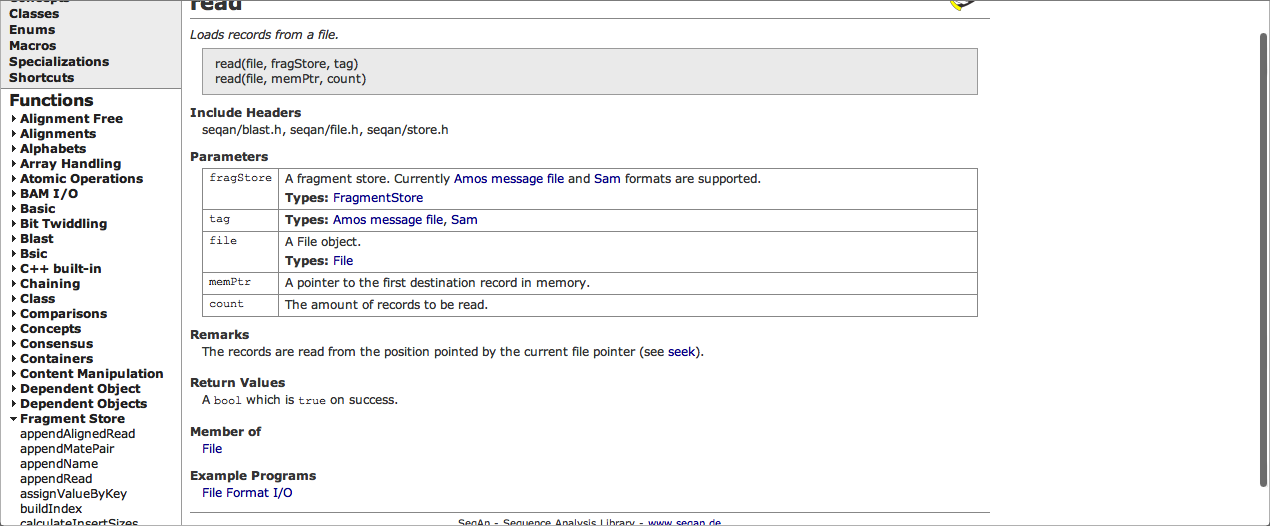 Concepts
Classes
Enums
Macros
Specializations
Shortcuts
Functions
Alignment Free
Alignments
Alphabets
Array Handling
Atomic Operations
BAM I/O
Basic
Bit Twiddling
Blast
Bsic
C++ built-in
Chaining
Class
Comparisons
Concepts
Consensus
Containers
Content Manipulation
Dependent Object
Dependent Objects
Fragment Store
appendAlignedRead
appendMatePair
appendName
appendRead
assignValueByKey
buildIndex
calculateInsertSizes
read
Loads records from a file.
read(file, fragStore, tag)
read(file, memPtr, count)
Include Headers
seqan/blast.h, seqan/file.h, seqan/store.h
Parameters
fragStore A fragment store. Currently Amos message file and Sam formats are supported.
Types: FragmentStore
tag Types: Amos message file, Sam
file A File object.
Types: File
memPtr A pointer to the first destination record in memory.
count The amount of records to be read.
Remarks
The records are read from the position pointed by the current file pointer (see seek).
Return Values
A bool which is true on success.
Member of
File
Example Programs
File Format I/O
SeqAn - Sequence Analysis Library - www.seqan.de